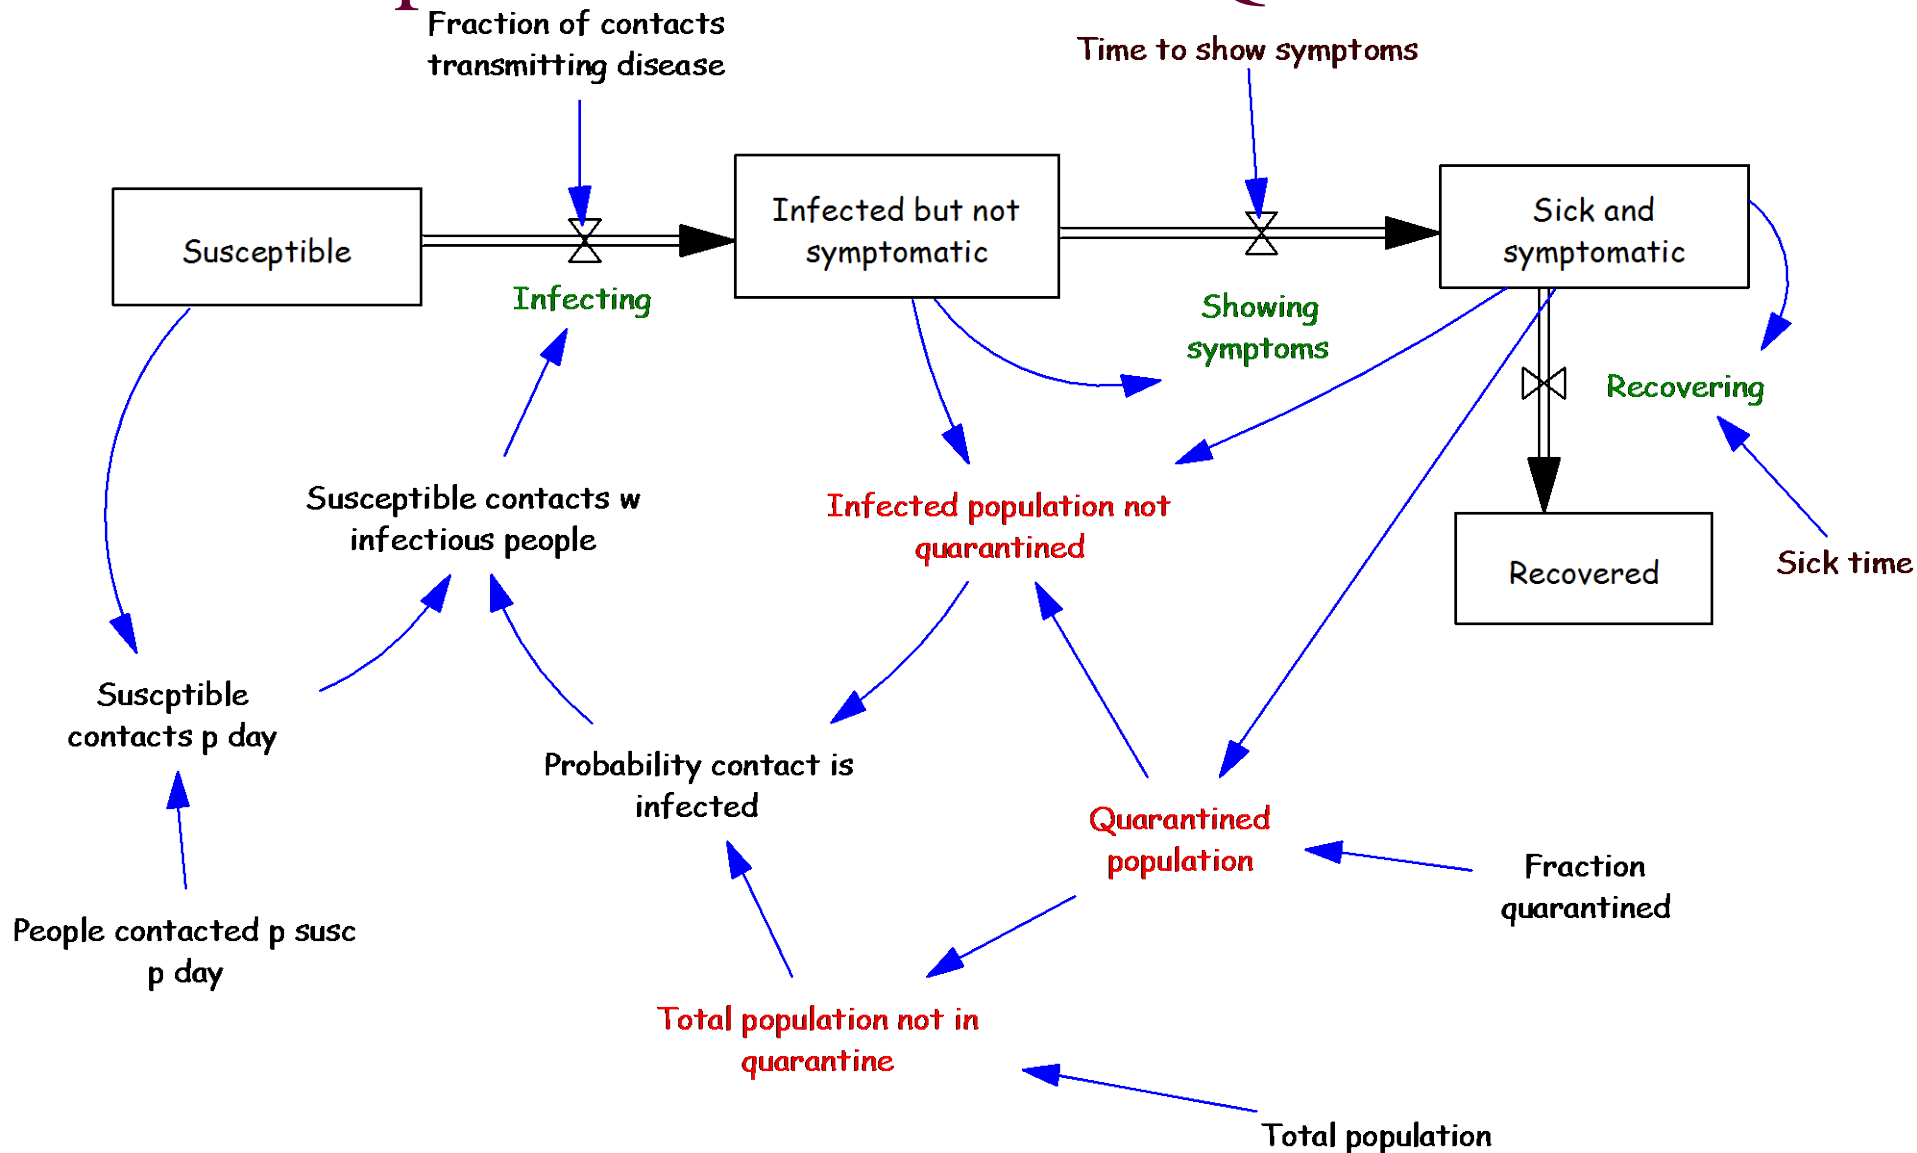 Fraction of contacts
transmitting disease
Time to show symptoms
Susceptible
Infected but not
symptomatic
Sick and
symptomatic
Infecting
Showing
symptoms
Recovering
Susceptible contacts w
infectious people
Infected population not
quarantined
Recovered
Sick time
Suscptible
contacts p day
Probability contact is
infected
Quarantined
population
Fraction
quarantined
People contacted p susc
p day
Total population not in
quarantine
Total population